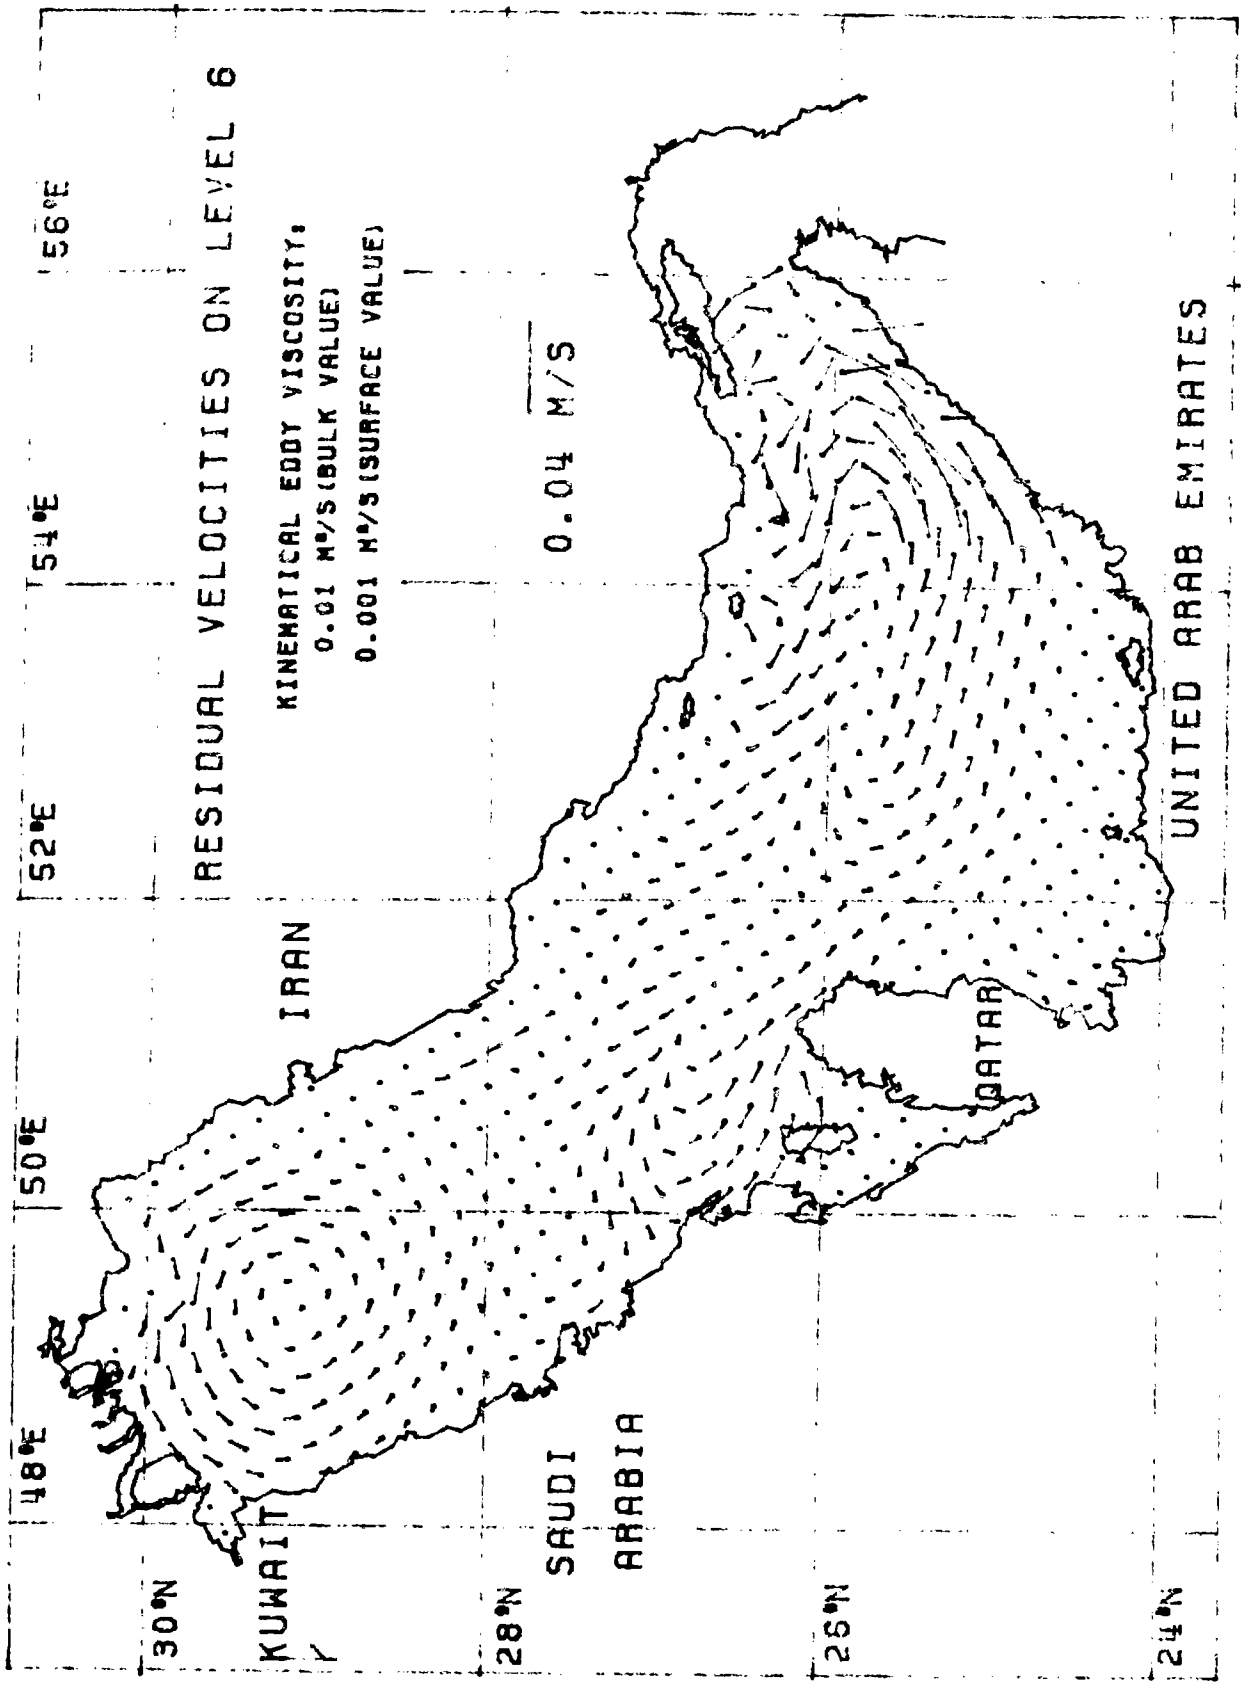 48°E
50°E
52°E
54°E
56°E
30°N
RESIDUAL VELOCITIES ON LEVEL 6
KUWAIT
IRAN
KINEMATICAL EDDY VISCOSITY:
0.01 M²/S (BULK VALUE)
0.001 M²/S (SURFACE VALUE)
28°N
SAUDI
ARABIA
0.04 M/S
26°N
QATAR
24°N
UNITED ARAB EMIRATES